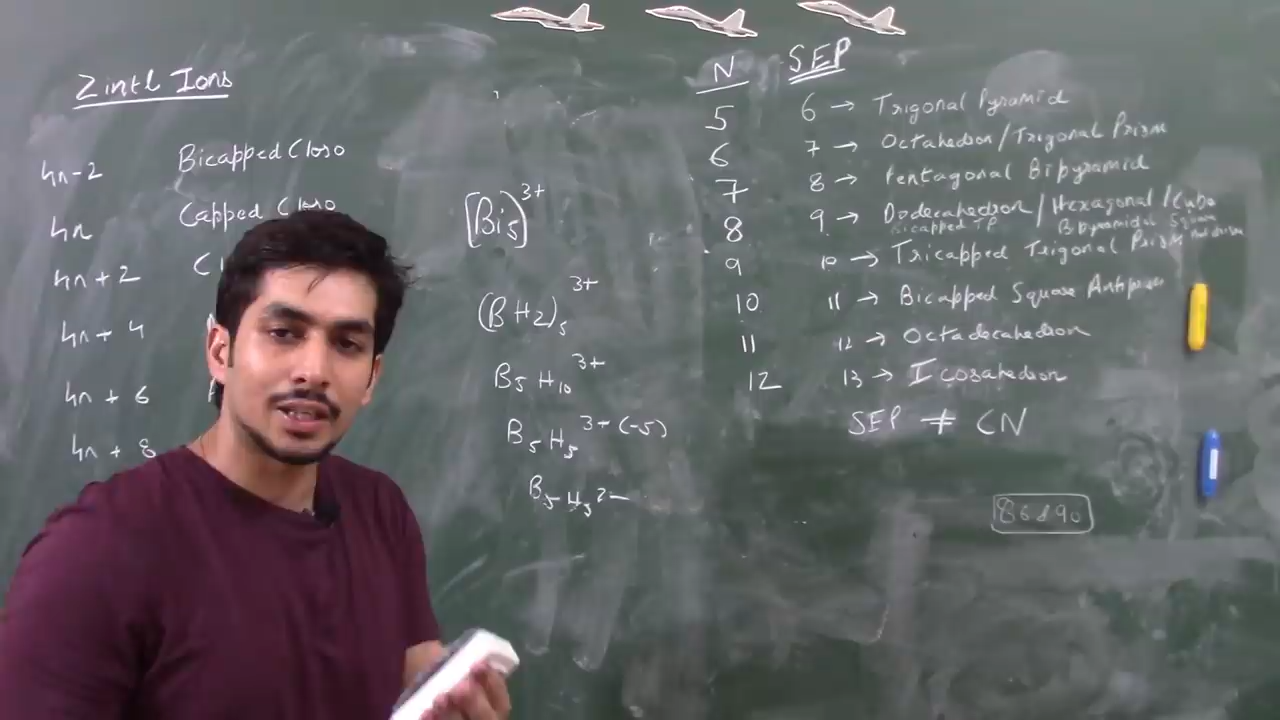 Zintl Ions
4n-2 Bicapped Closo
4n Capped Closo
4n+2
4n+4
4n+6
4n+8
[Bi5]3+
(BH2)5 3+
B5H10 3+
B5H5 3+(-5)
B5H5 2-
N SEP
5 6 → Trigonal Pyramid
6 7 → Octahedron/Trigonal Prism
7 8 → Pentagonal Bipyramid
8 9 → Dodecahedron/Hexagonal/Cube
Bicapped TP Bipyramidal Square
9 10 → Tricapped Trigonal Prism
10 11 → Bicapped Square Antiprism
11 12 → Octadecahedron
12 13 → Icosahedron
SEP ≠ CN